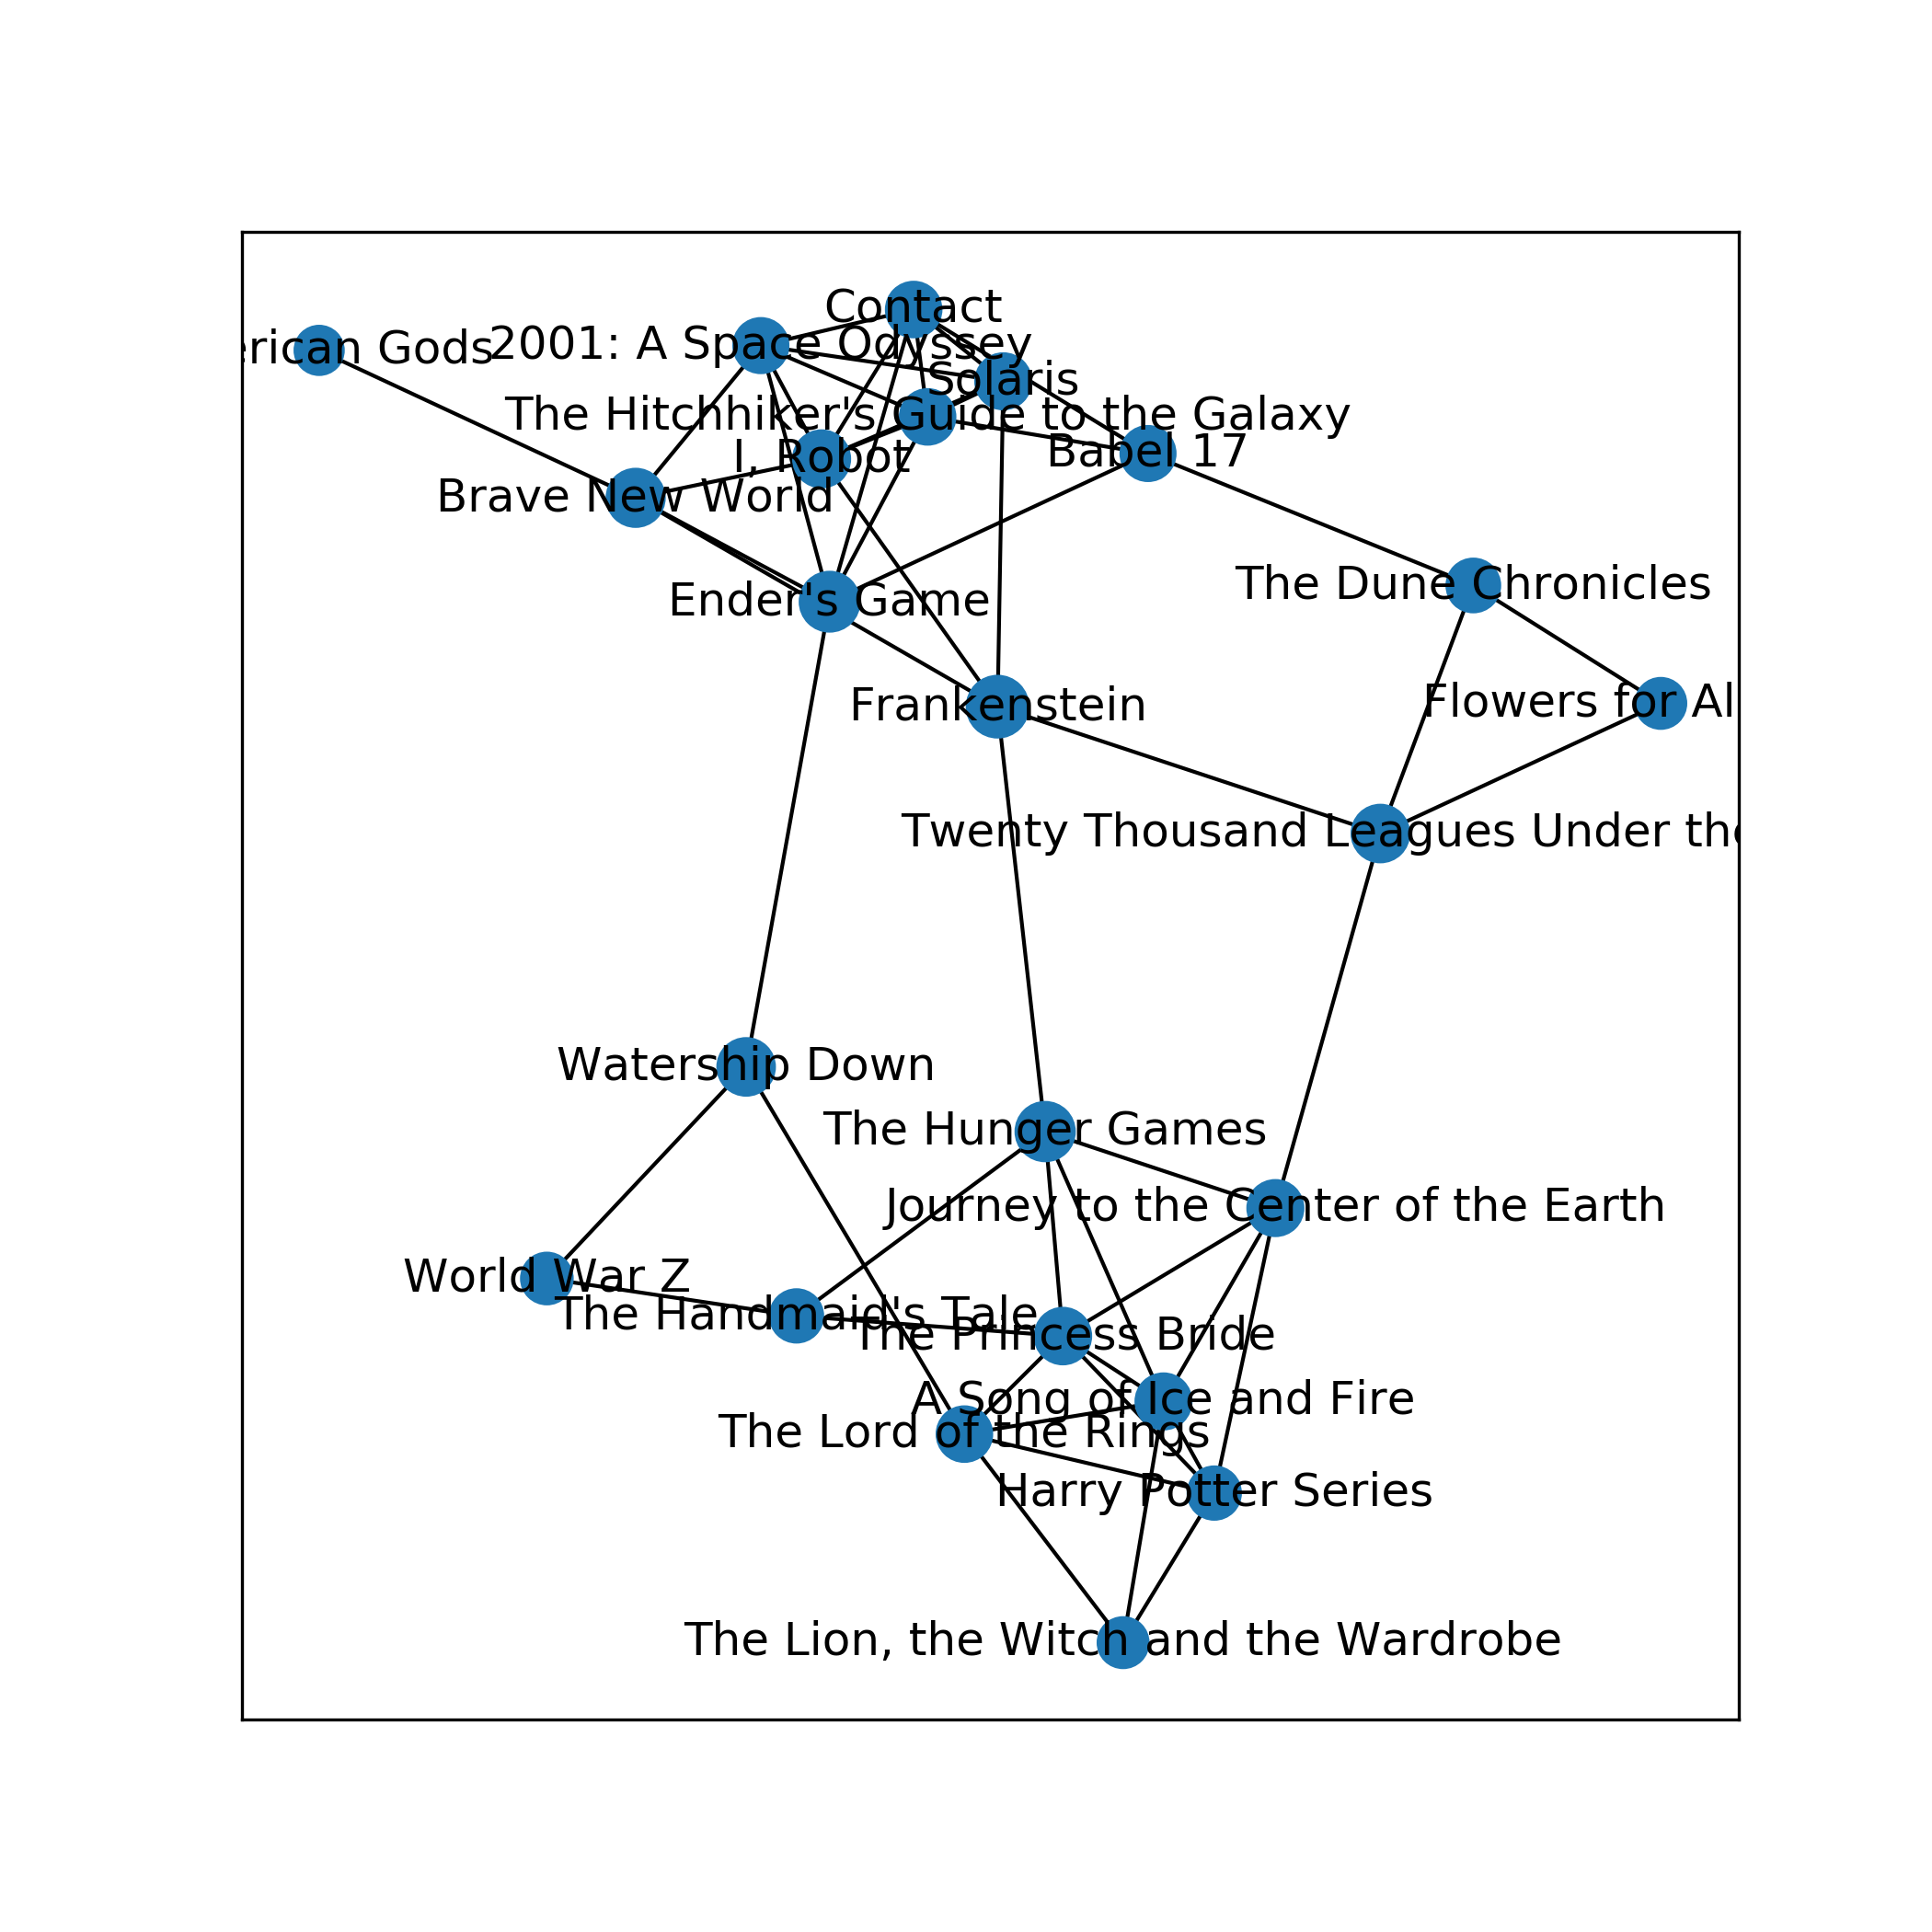 Contact
2001: A Space Odyssey
erican Gods
Solaris
The Hitchhiker's Guide to the Galaxy
Babel 17
I, Robot
Brave New World
The Dune Chronicles
Ender's Game
Flowers for Al
Frankenstein
Twenty Thousand Leagues Under the
Watership Down
The Hunger Games
Journey to the Center of the Earth
World War Z
The Handmaid's Tale
The Princess Bride
A Song of Ice and Fire
The Lord of the Rings
Harry Potter Series
The Lion, the Witch and the Wardrobe